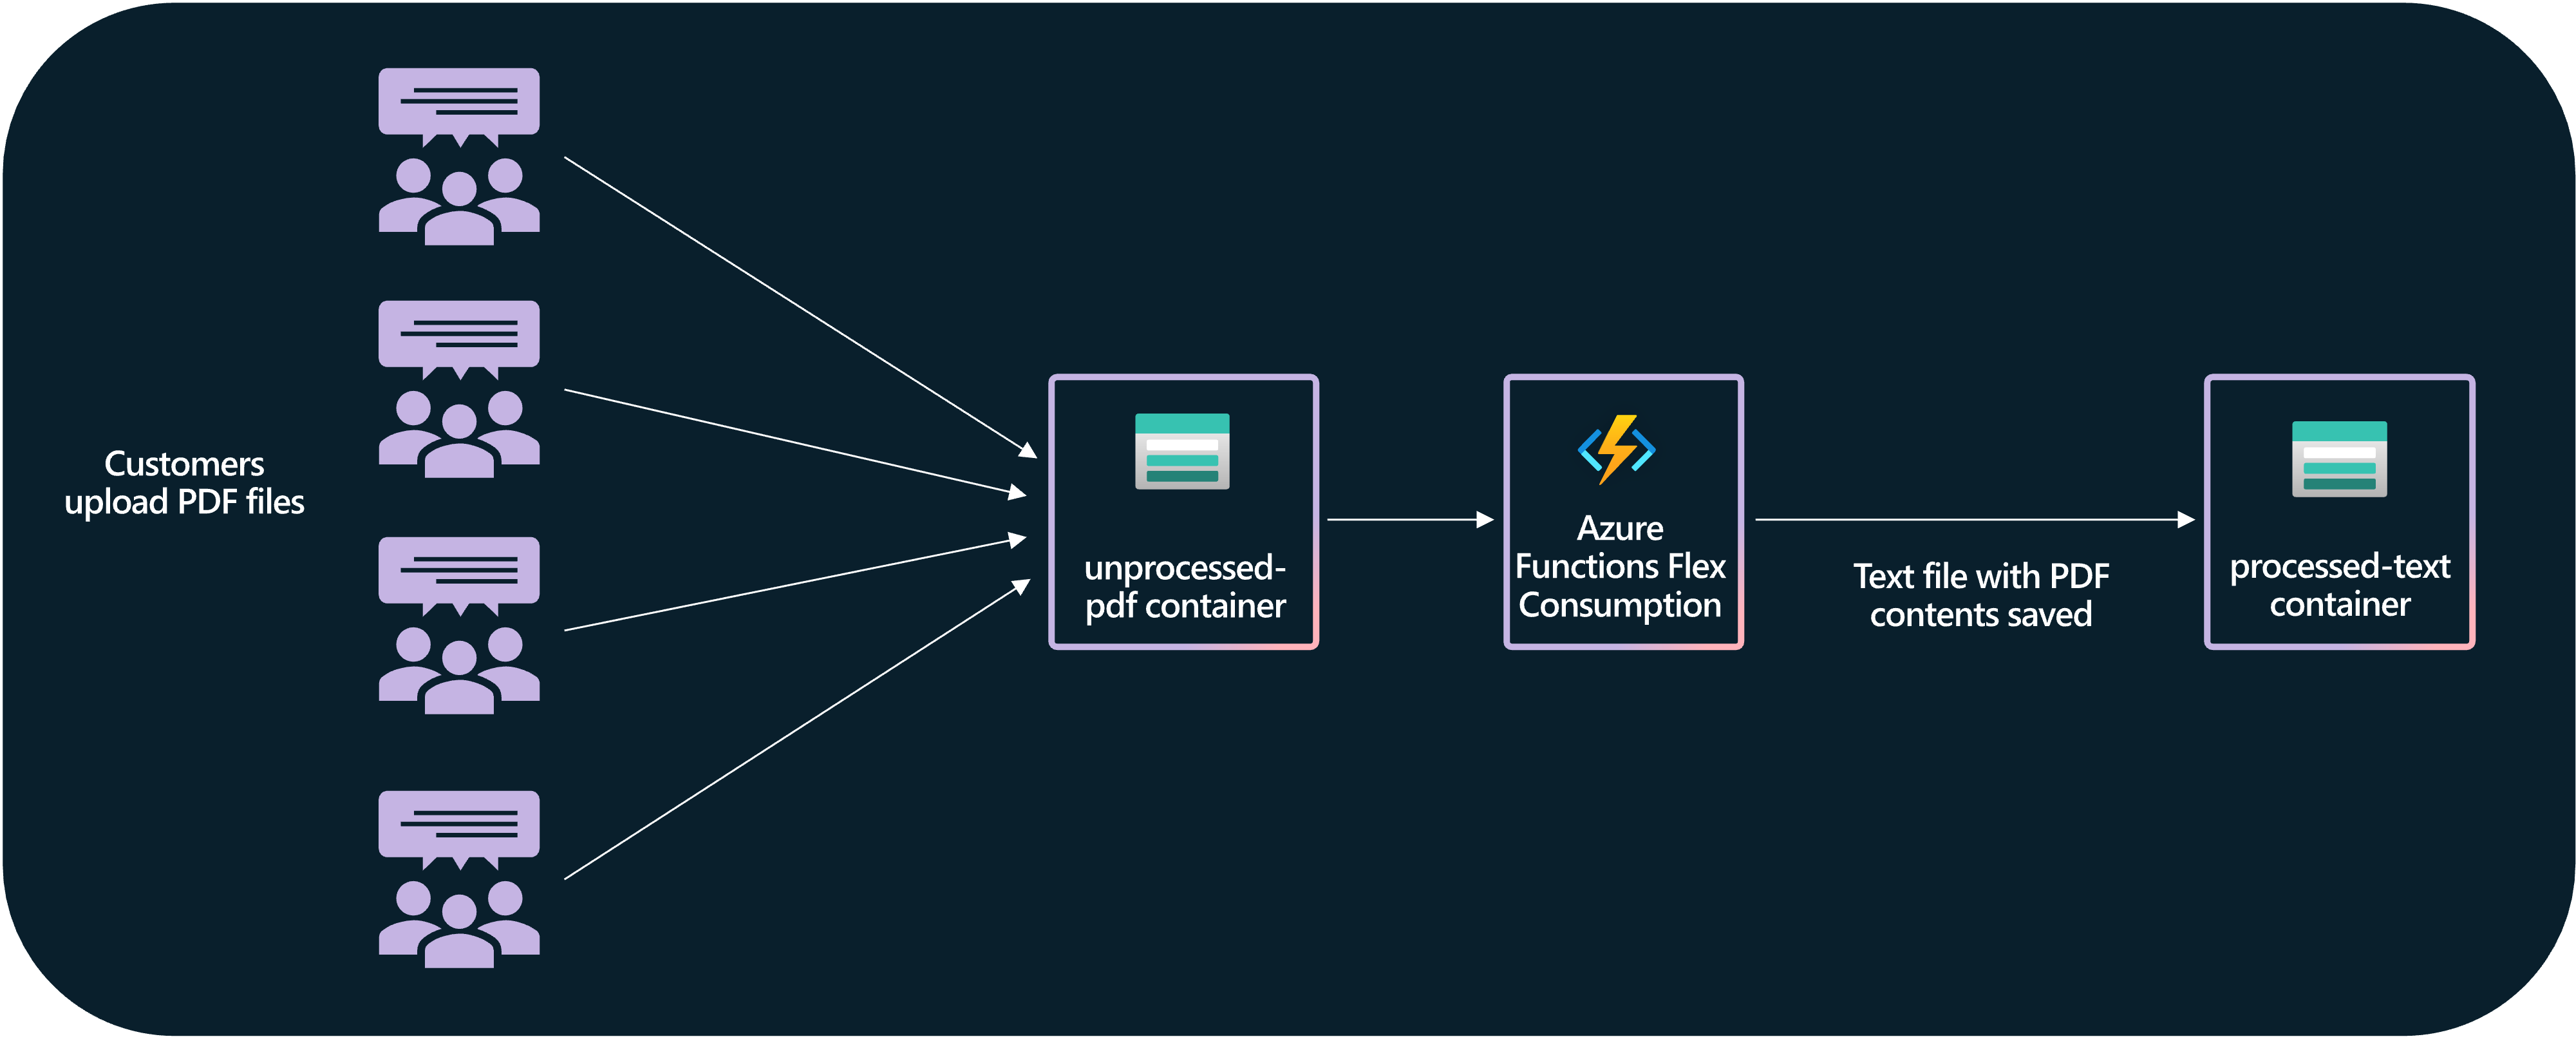 Customers
upload PDF files
unprocessed-
pdf container
Azure
Functions Flex
Consumption
Text file with PDF
contents saved
processed-text
container